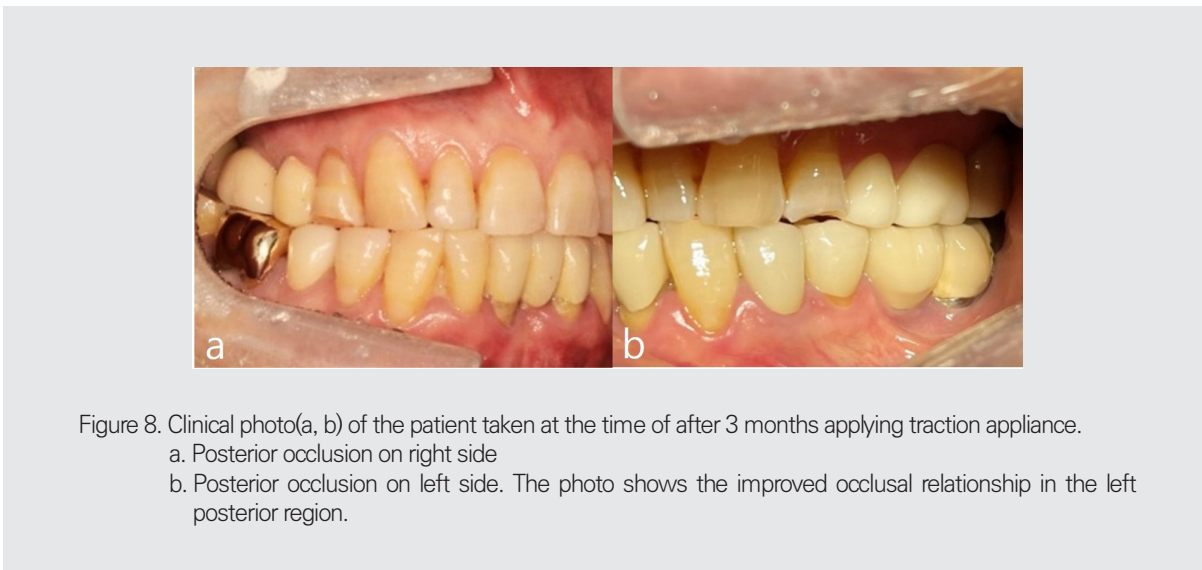 a
b
Figure 8. Clinical photo(a, b) of the patient taken at the time of after 3 months applying traction appliance.
a. Posterior occlusion on right side
b. Posterior occlusion on left side. The photo shows the improved occlusal relationship in the left
posterior region.